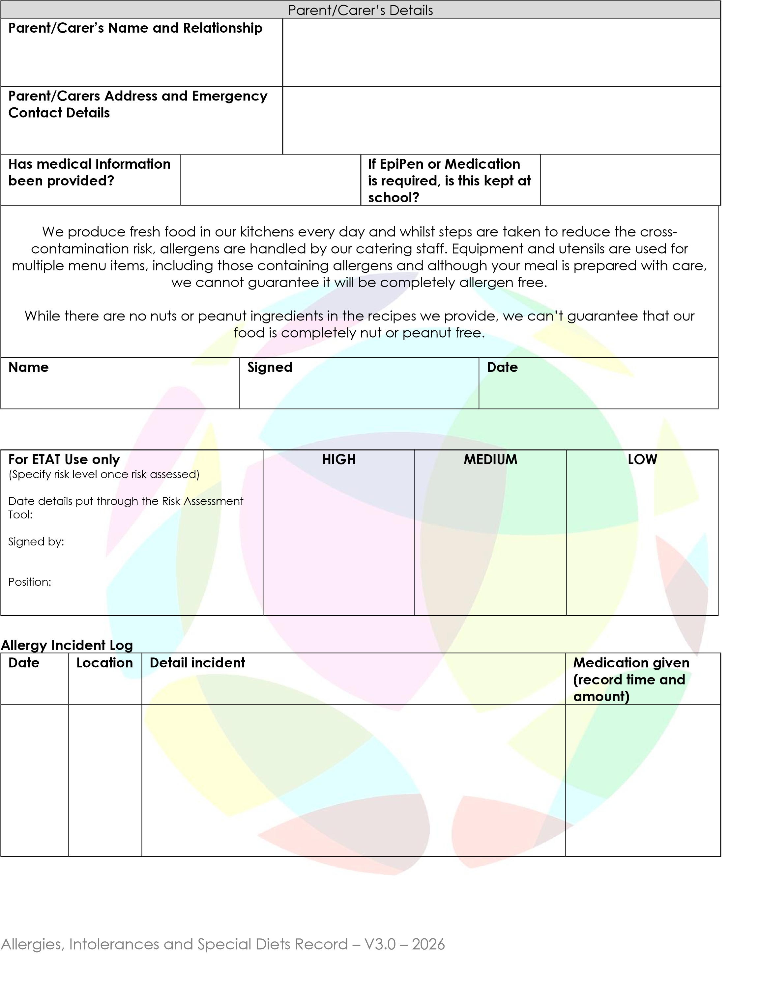 Parent/Carer’s Details
Parent/Carer’s Name and Relationship
Parent/Carers Address and Emergency
Contact Details
Has medical Information
been provided?
If EpiPen or Medication
is required, is this kept at
school?
We produce fresh food in our kitchens every day and whilst steps are taken to reduce the cross-
contamination risk, allergens are handled by our catering staff. Equipment and utensils are used for
multiple menu items, including those containing allergens and although your meal is prepared with care,
we cannot guarantee it will be completely allergen free.
While there are no nuts or peanut ingredients in the recipes we provide, we can’t guarantee that our
food is completely nut or peanut free.
Name
Signed
Date
For ETAT Use only
(Specify risk level once risk assessed)
Date details put through the Risk Assessment
Tool:
Signed by:
Position:
HIGH
MEDIUM
LOW
Allergy Incident Log
Date
Location
Detail incident
Medication given
(record time and
amount)
Allergies, Intolerances and Special Diets Record – V3.0 – 2026